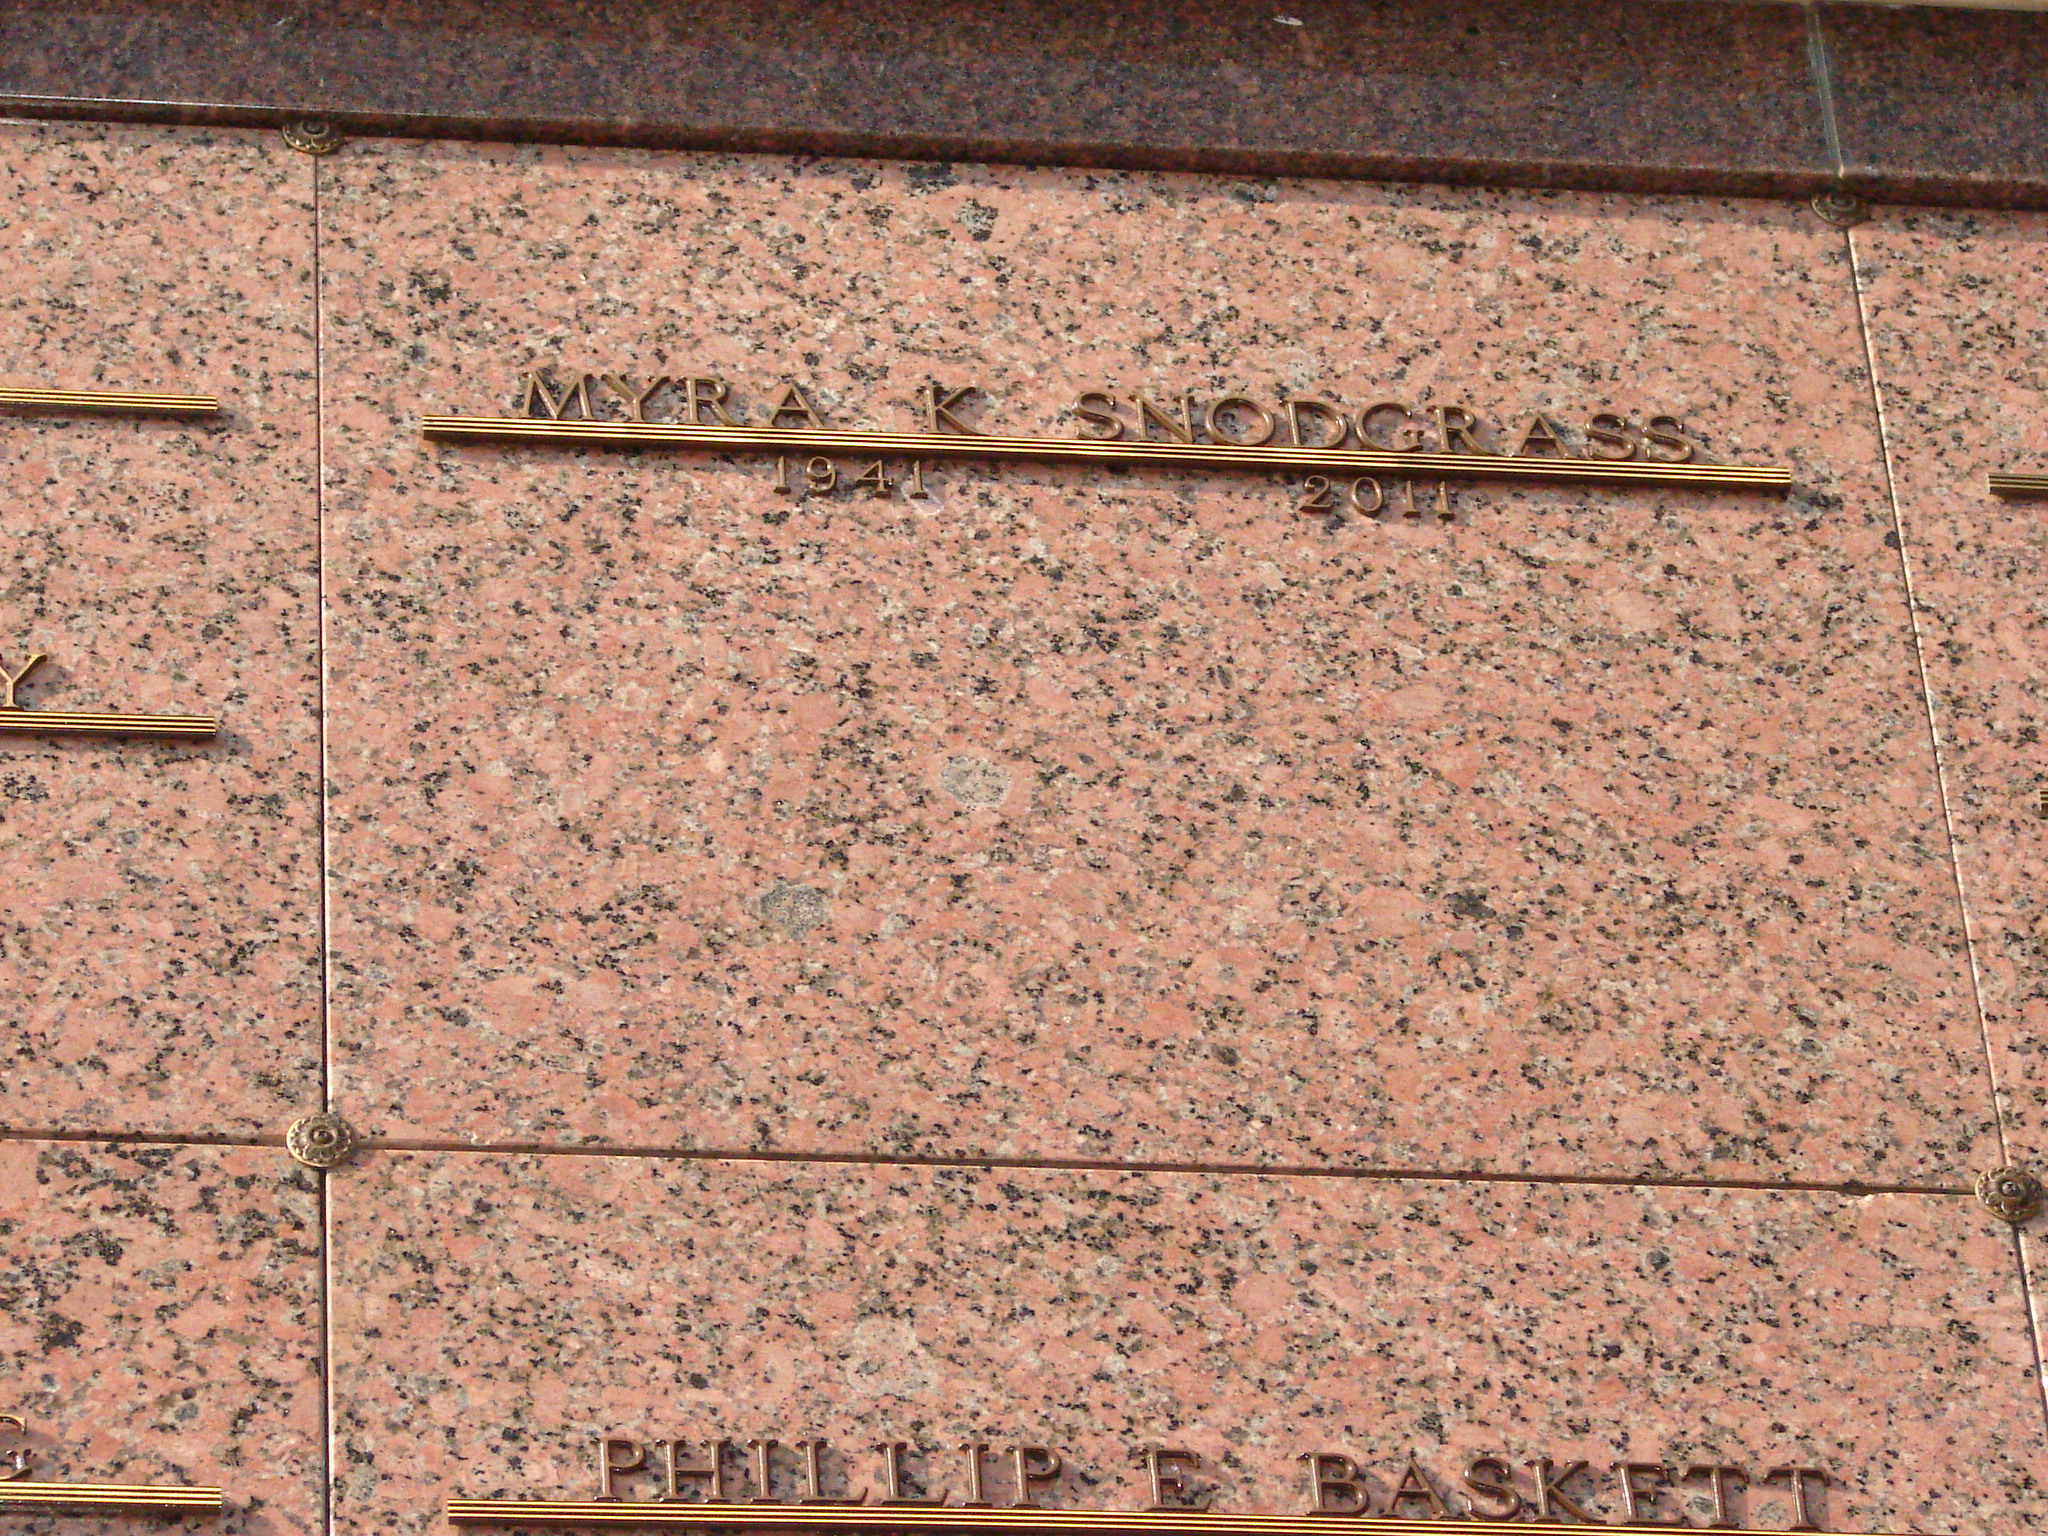 MYRA K SNODGRASS
1941 2011
Y
G
PHILLIP E BASKETT